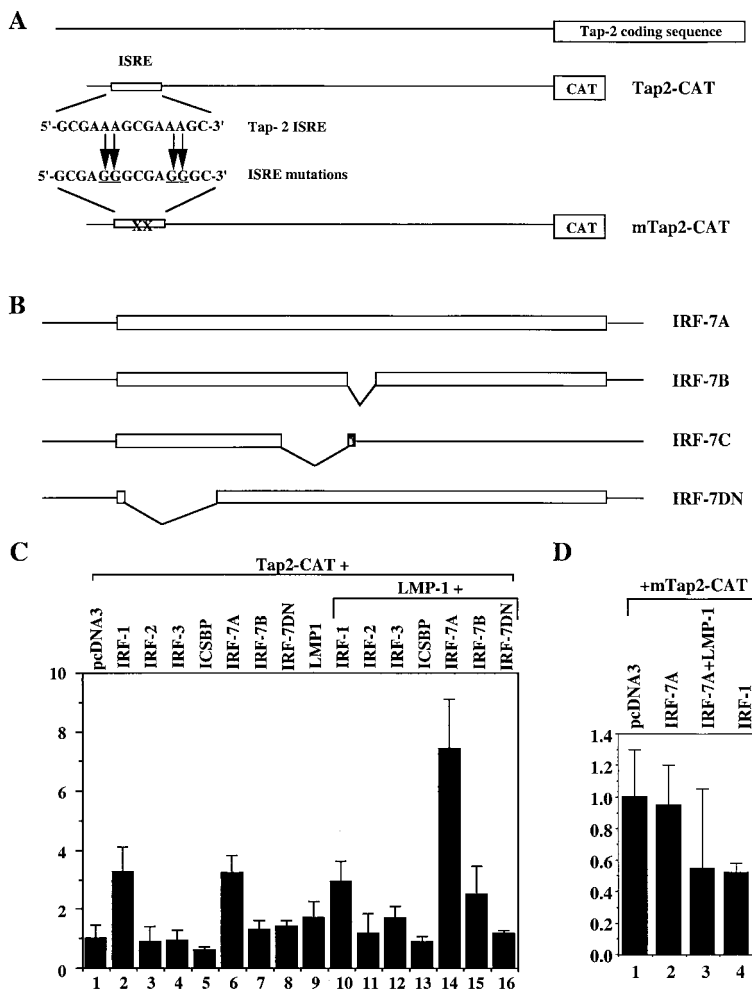 A
Tap-2 coding sequence
ISRE
CAT
Tap2-CAT
5'-GCGAAAGCGAAAGC-3'
Tap- 2 ISRE
5'-GCGAGGGCGAGGGC-3'
ISRE mutations
XX
CAT
mTap2-CAT
B
IRF-7A
IRF-7B
IRF-7C
IRF-7DN
C
Tap2-CAT +
LMP-1 +
pcDNA3
IRF-1
IRF-2
IRF-3
ICSBP
IRF-7A
IRF-7B
IRF-7DN
LMP1
IRF-1
IRF-2
IRF-3
ICSBP
IRF-7A
IRF-7B
IRF-7DN
10
8
6
4
2
0
1 2 3 4 5 6 7 8 9 10 11 12 13 14 15 16
D
+mTap2-CAT
pcDNA3
IRF-7A
IRF-7A+LMP-1
IRF-1
1.4
1.2
1.0
0.8
0.6
0.4
0.2
0.0
1 2 3 4